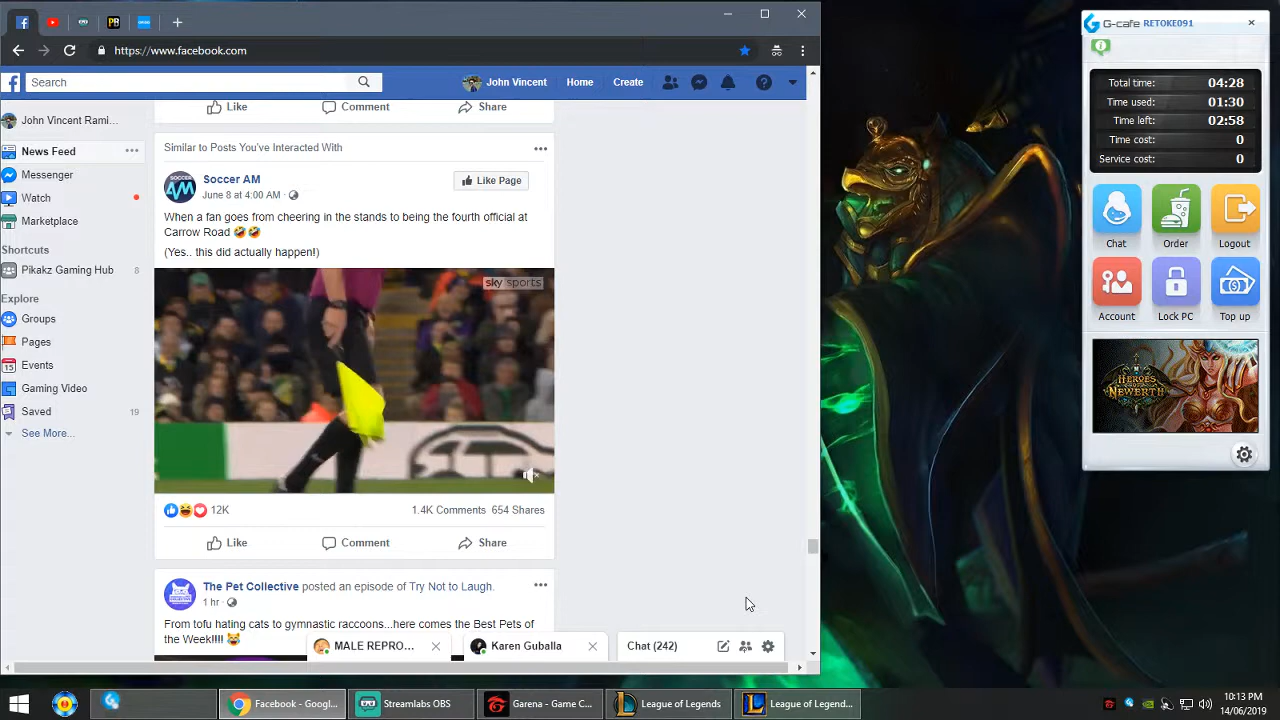 https://www.facebook.com
Search
John Vincent
Home
Create
John Vincent Rami...
News Feed
Messenger
Watch
Marketplace
Shortcuts
Pikakz Gaming Hub 8
Explore
Groups
Pages
Events
Gaming Video
Saved 19
See More...
Like
Comment
Share
Similar to Posts You've Interacted With
Soccer AM
June 8 at 4:00 AM
Like Page
When a fan goes from cheering in the stands to being the fourth official at
Carrow Road
(Yes.. this did actually happen!)
sky sports
12K
1.4K Comments 654 Shares
Like
Comment
Share
The Pet Collective posted an episode of Try Not to Laugh.
1 hr
From tofu hating cats to gymnastic raccoons...here comes the Best Pets of
the Week!!!!
MALE REPRO...
Karen Guballa
Chat (242)
G-cafe RETOKE091
Total time: 04:28
Time used: 01:30
Time left: 02:58
Time cost: 0
Service cost: 0
Chat
Order
Logout
Account
Lock PC
Top up
HEROES OF NEWERTH
Facebook - Googl...
Streamlabs OBS
Garena - Game C...
League of Legends
League of Legend...
10:13 PM
14/06/2019